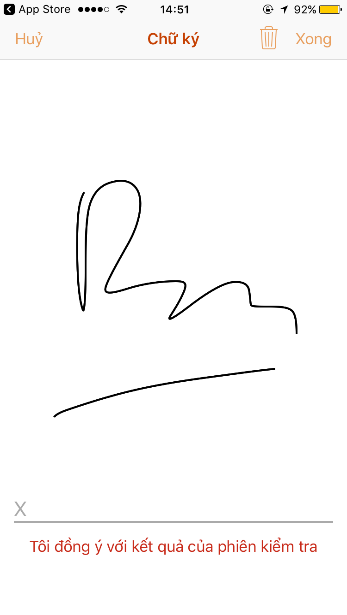 App Store 14:51 92%
Huỷ Chữ ký Xong
X
Tôi đồng ý với kết quả của phiên kiểm tra